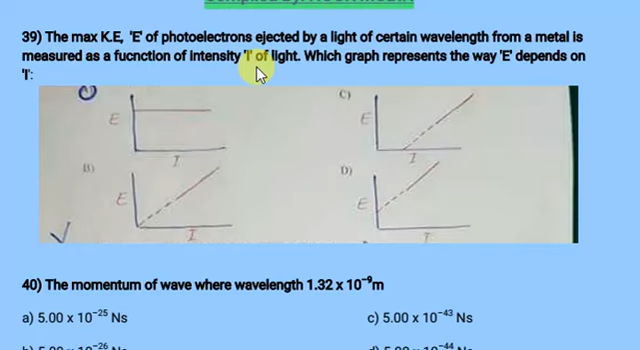 39) The max K.E, 'E' of photoelectrons ejected by a light of certain wavelength from a metal is
measured as a fucnction of intensity 'I' of light. Which graph represents the way 'E' depends on
'I':
E
I
C)
E
I
B)
E
I
D)
E
I
40) The momentum of wave where wavelength 1.32 x 10⁻⁹m
a) 5.00 x 10⁻²⁵ Ns
c) 5.00 x 10⁻⁴³ Ns